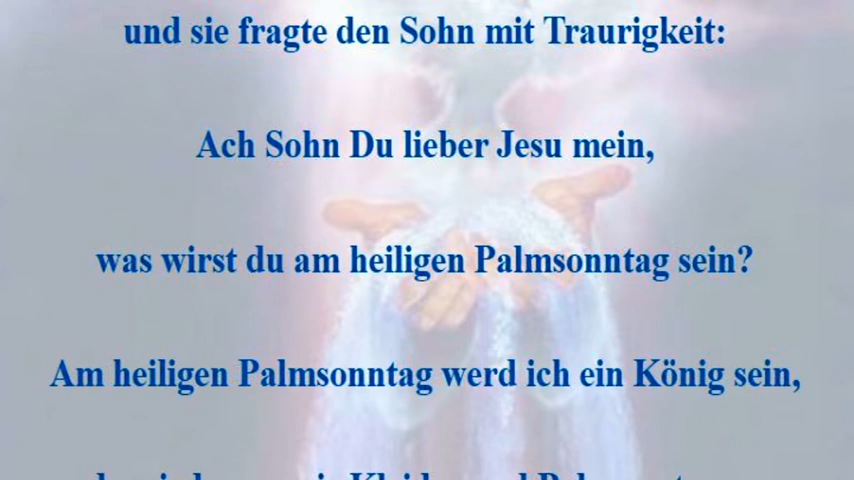 und sie fragte den Sohn mit Traurigkeit:
Ach Sohn Du lieber Jesu mein,
was wirst du am heiligen Palmsonntag sein?
Am heiligen Palmsonntag werd ich ein König sein,